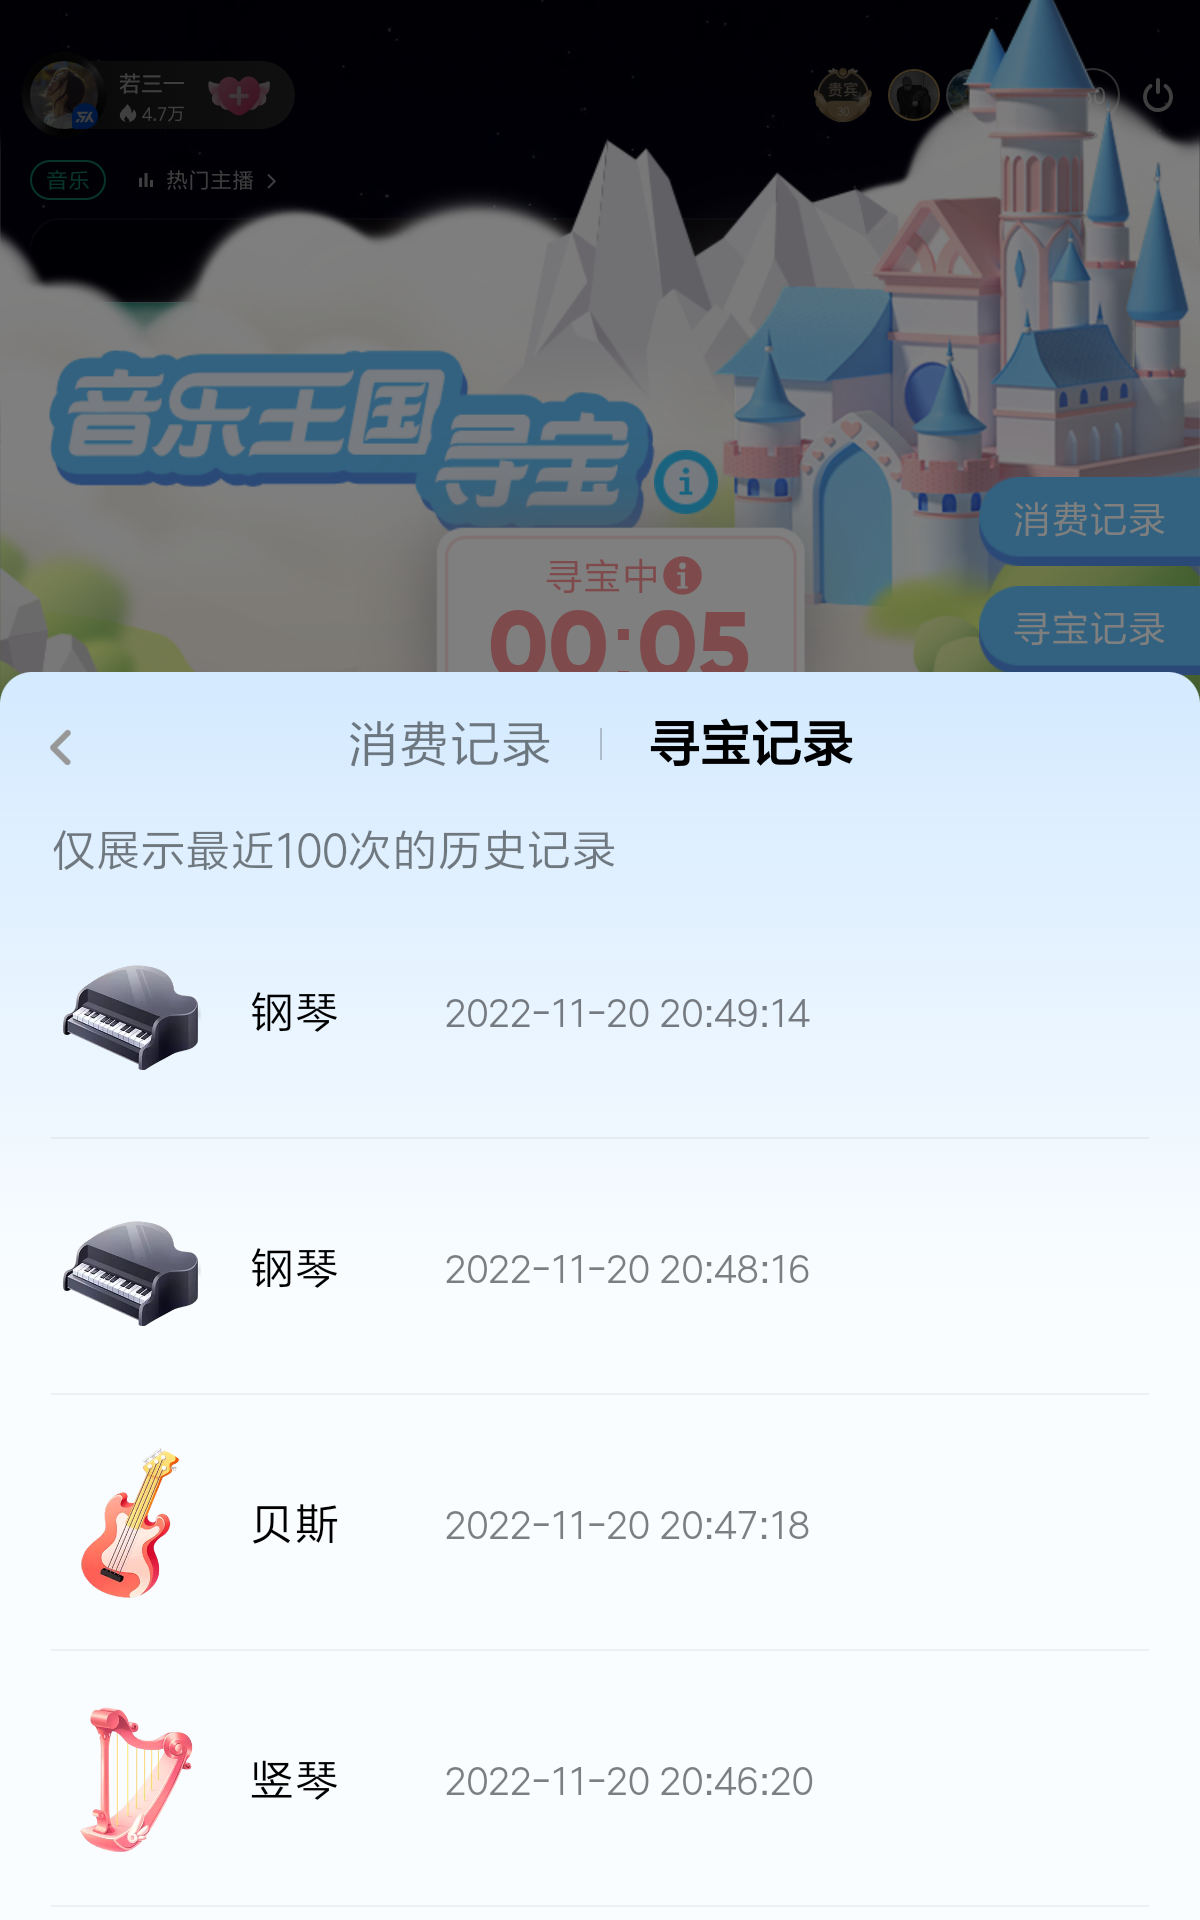 若三一
4.7万
贵宾
30
音乐
热门主播
音乐王国
寻宝
消费记录
寻宝中
00:05
寻宝记录
消费记录
寻宝记录
仅展示最近100次的历史记录
钢琴
2022-11-20 20:49:14
钢琴
2022-11-20 20:48:16
贝斯
2022-11-20 20:47:18
竖琴
2022-11-20 20:46:20